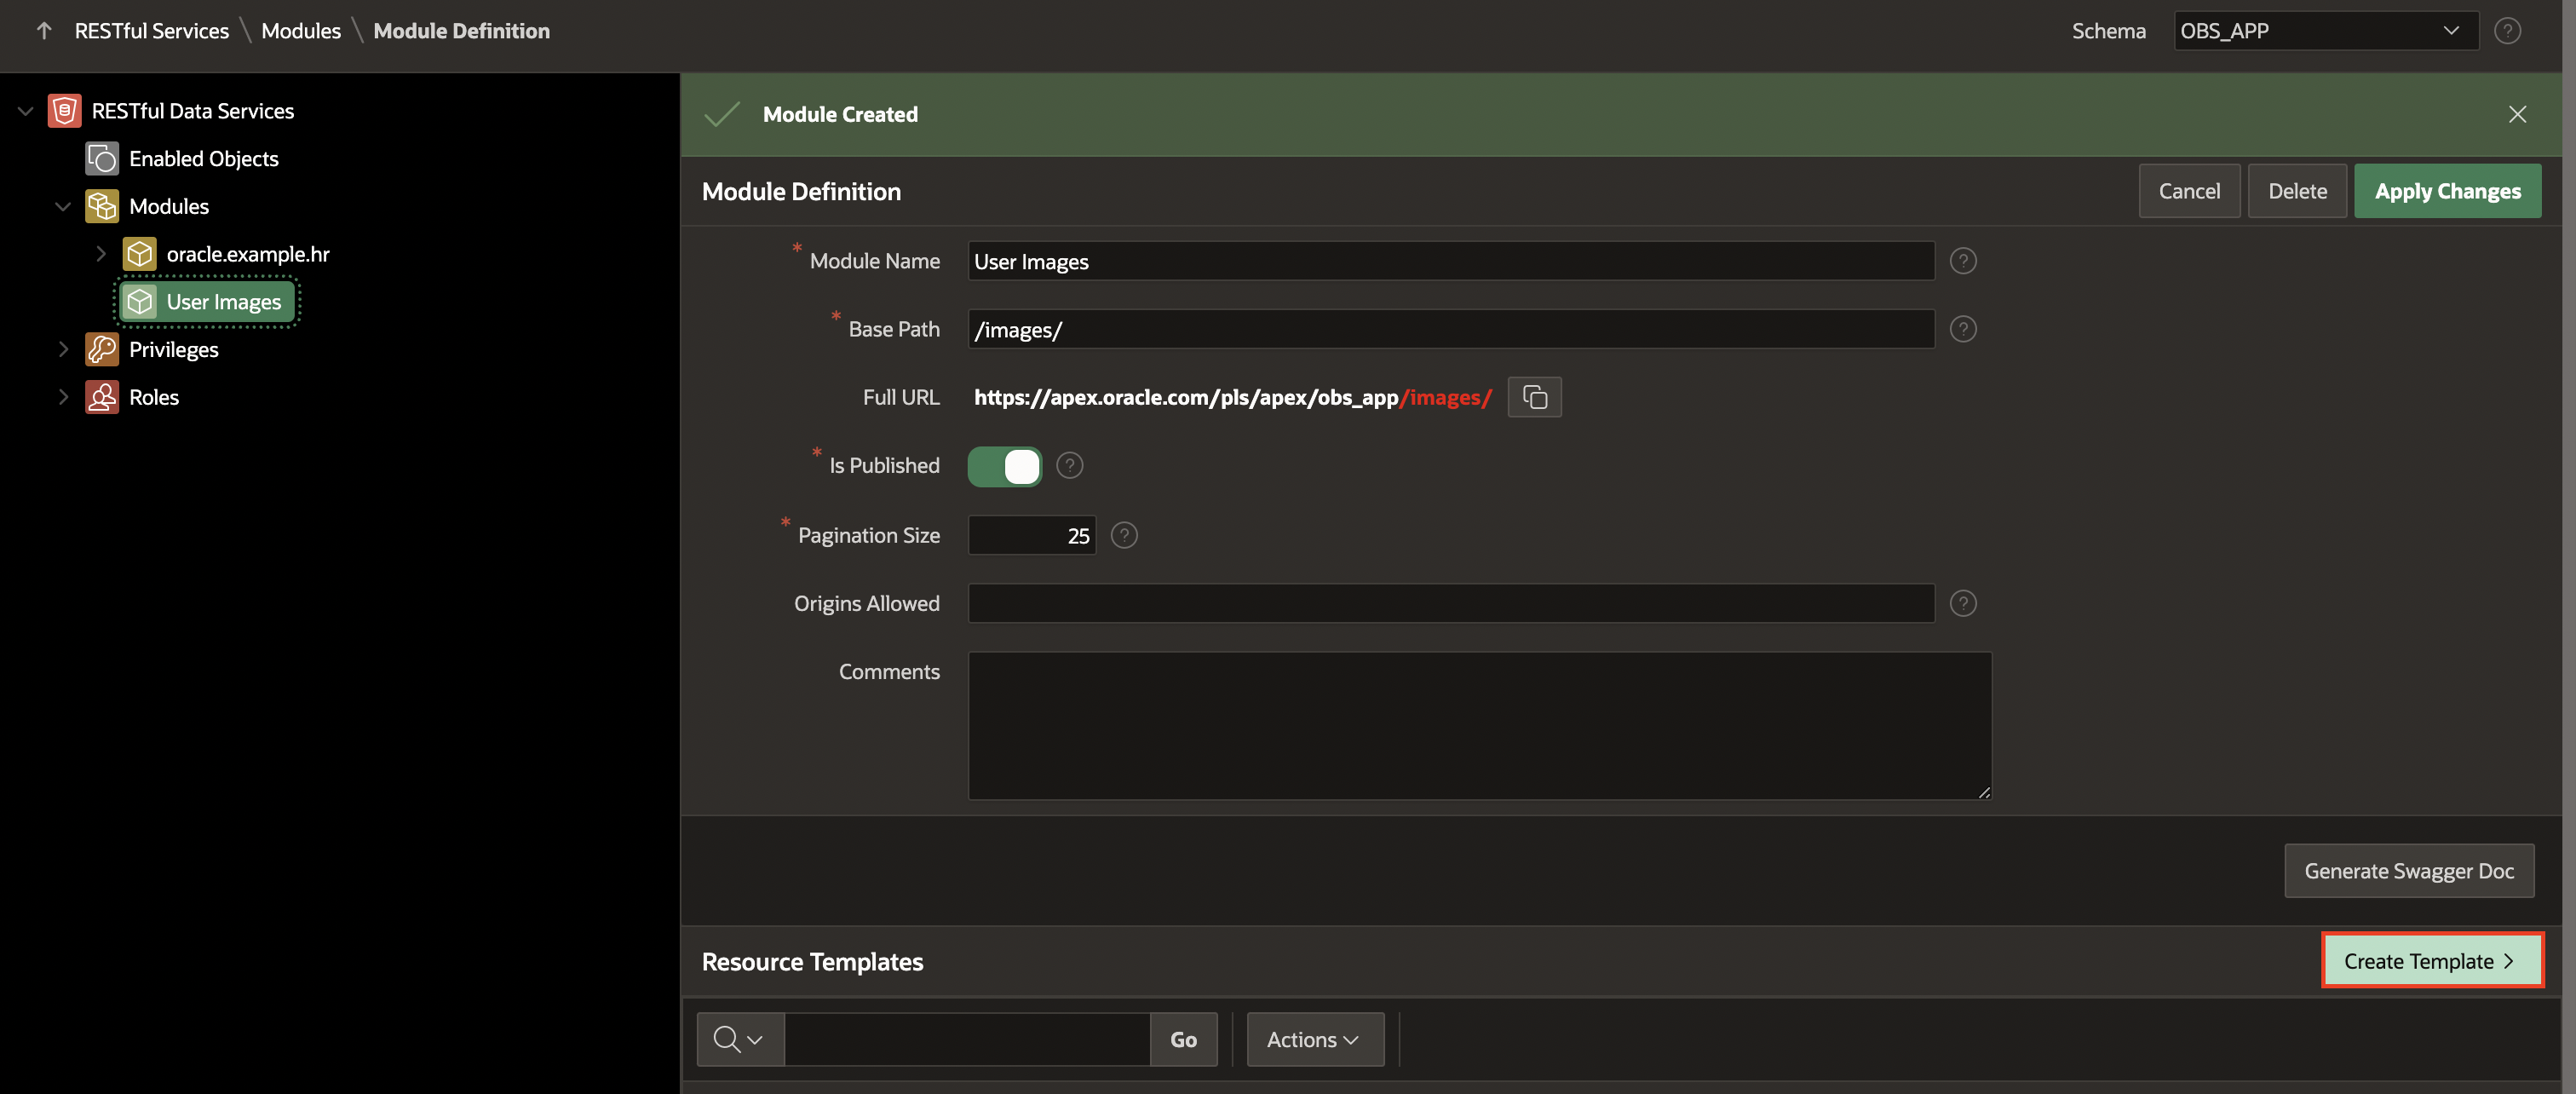 RESTful Services \ Modules \ Module Definition
Schema OBS_APP
RESTful Data Services
Enabled Objects
Modules
oracle.example.hr
User Images
Privileges
Roles
Module Created
Module Definition
Cancel Delete Apply Changes
* Module Name User Images ?
* Base Path /images/ ?
Full URL https://apex.oracle.com/pls/apex/obs_app/images/
* Is Published ?
* Pagination Size 25 ?
Origins Allowed ?
Comments
Generate Swagger Doc
Resource Templates
Create Template >
Go Actions